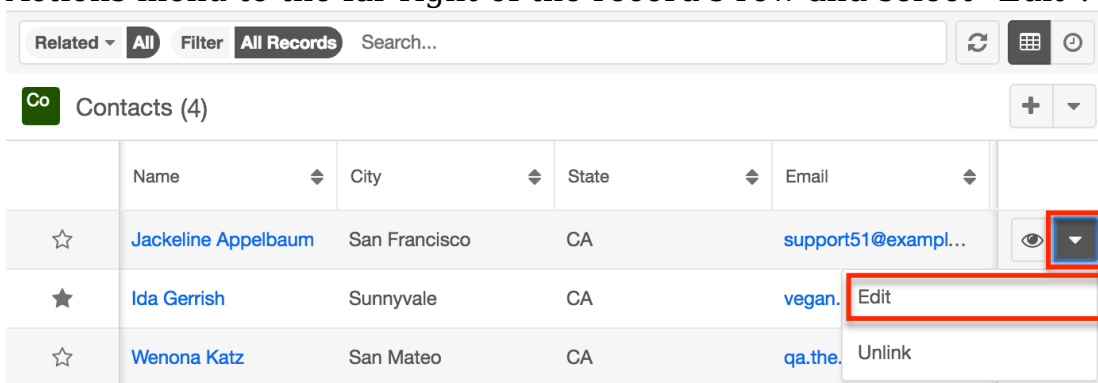 Actions menu to the far right of the record's row and select "Edit".
Related All Filter All Records Search...
Co Contacts (4)
Name City State Email
Jackeline Appelbaum San Francisco CA support51@exampl...
Ida Gerrish Sunnyvale CA vegan. Edit
Unlink
Wenona Katz San Mateo CA qa.the.